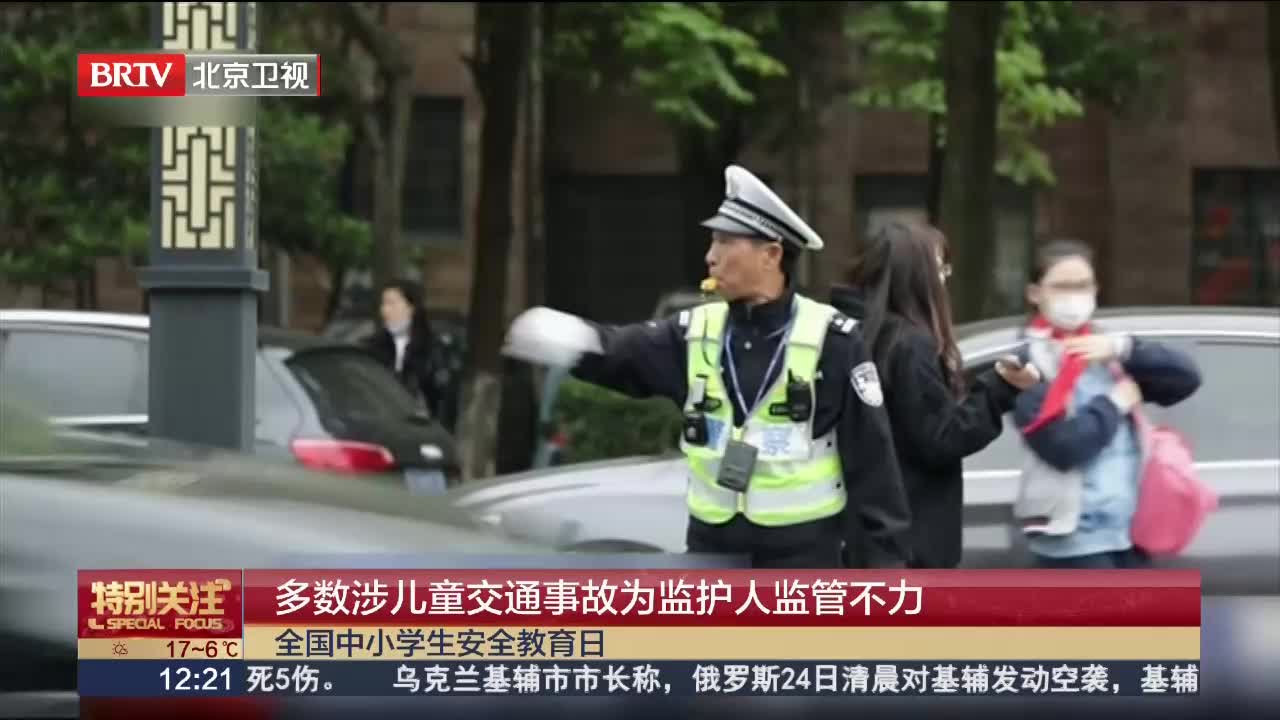 BRTV 北京卫视
特别关注
SPECIAL FOCUS
多数涉儿童交通事故为监护人监管不力
全国中小学生安全教育日
17~6℃
12:21 死5伤。 乌克兰基辅市市长称，俄罗斯24日清晨对基辅发动空袭，基辅